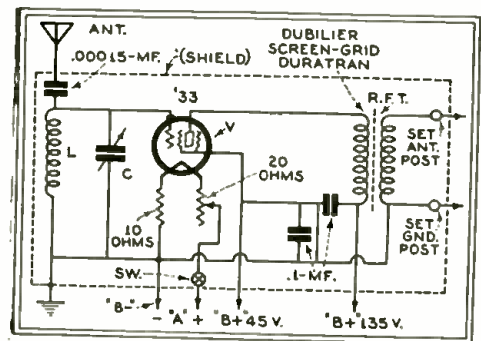 ANT.
.00015-MF.
(SHIELD)
DUBILIER
SCREEN-GRID
DURATRAN
'33
V
R.F.T.
SET
ANT.
POST
L
C
20
OHMS
10
OHMS
SET
GND.
POST
.1-MF.
SW.
"B-"
- "A" +
"B+"45 V.
"B+"135 V.